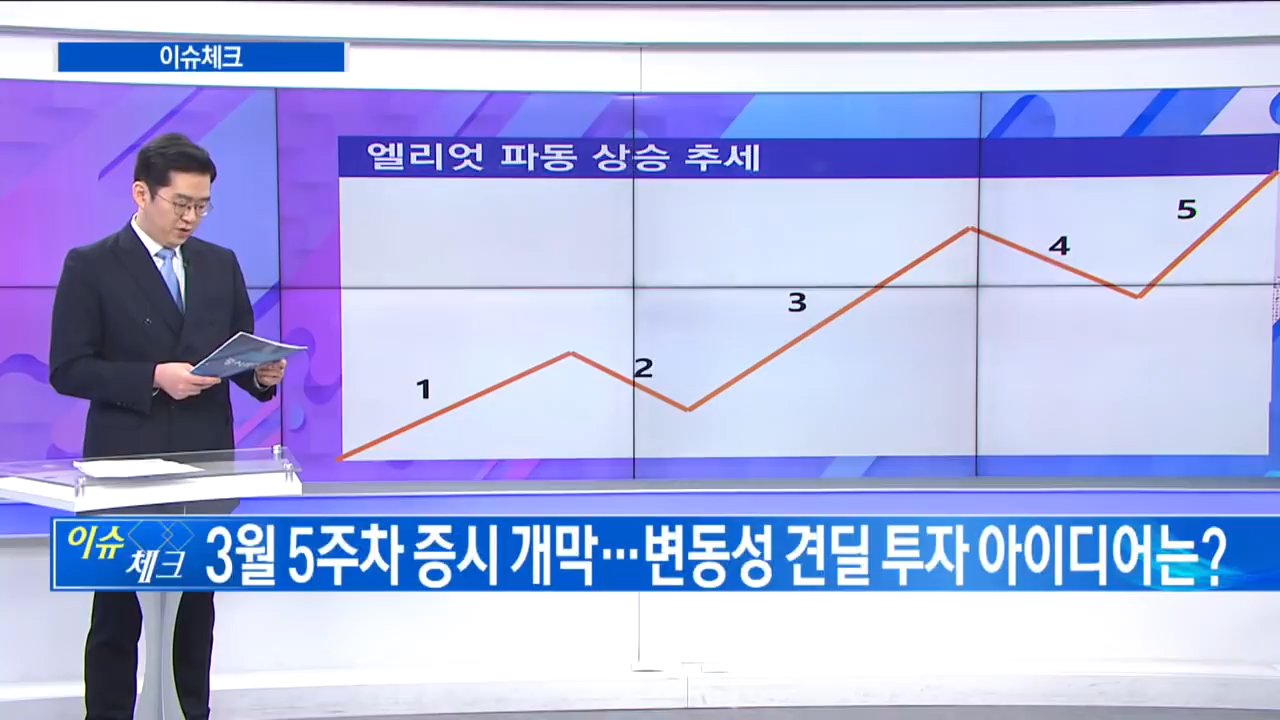 이슈체크
엘리엇 파동 상승 추세
1
2
3
4
5
이슈
체크
3월 5주차 증시 개막…변동성 견딜 투자 아이디어는?